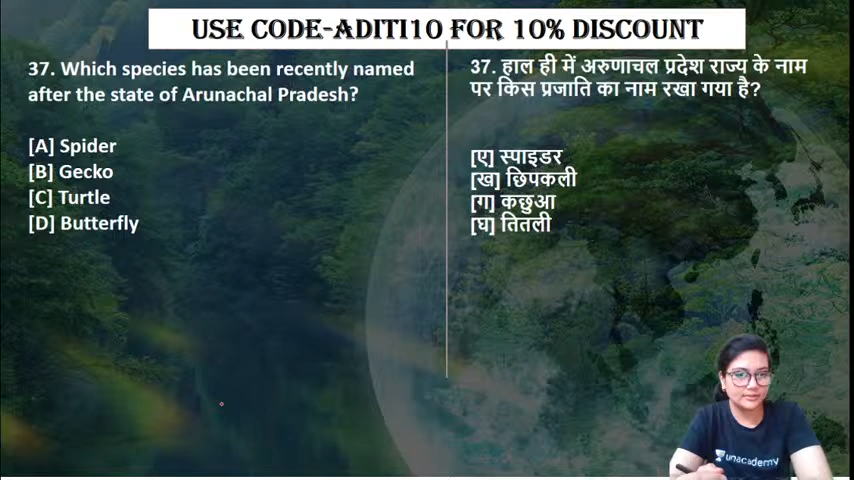 USE CODE-ADITI10 FOR 10% DISCOUNT
37. Which species has been recently named
after the state of Arunachal Pradesh?
[A] Spider
[B] Gecko
[C] Turtle
[D] Butterfly
37. हाल ही में अरुणाचल प्रदेश राज्य के नाम
पर किस प्रजाति का नाम रखा गया है?
[ए] स्पाइडर
[ख] छिपकली
[ग] कछुआ
[घ] तितली
unacademy